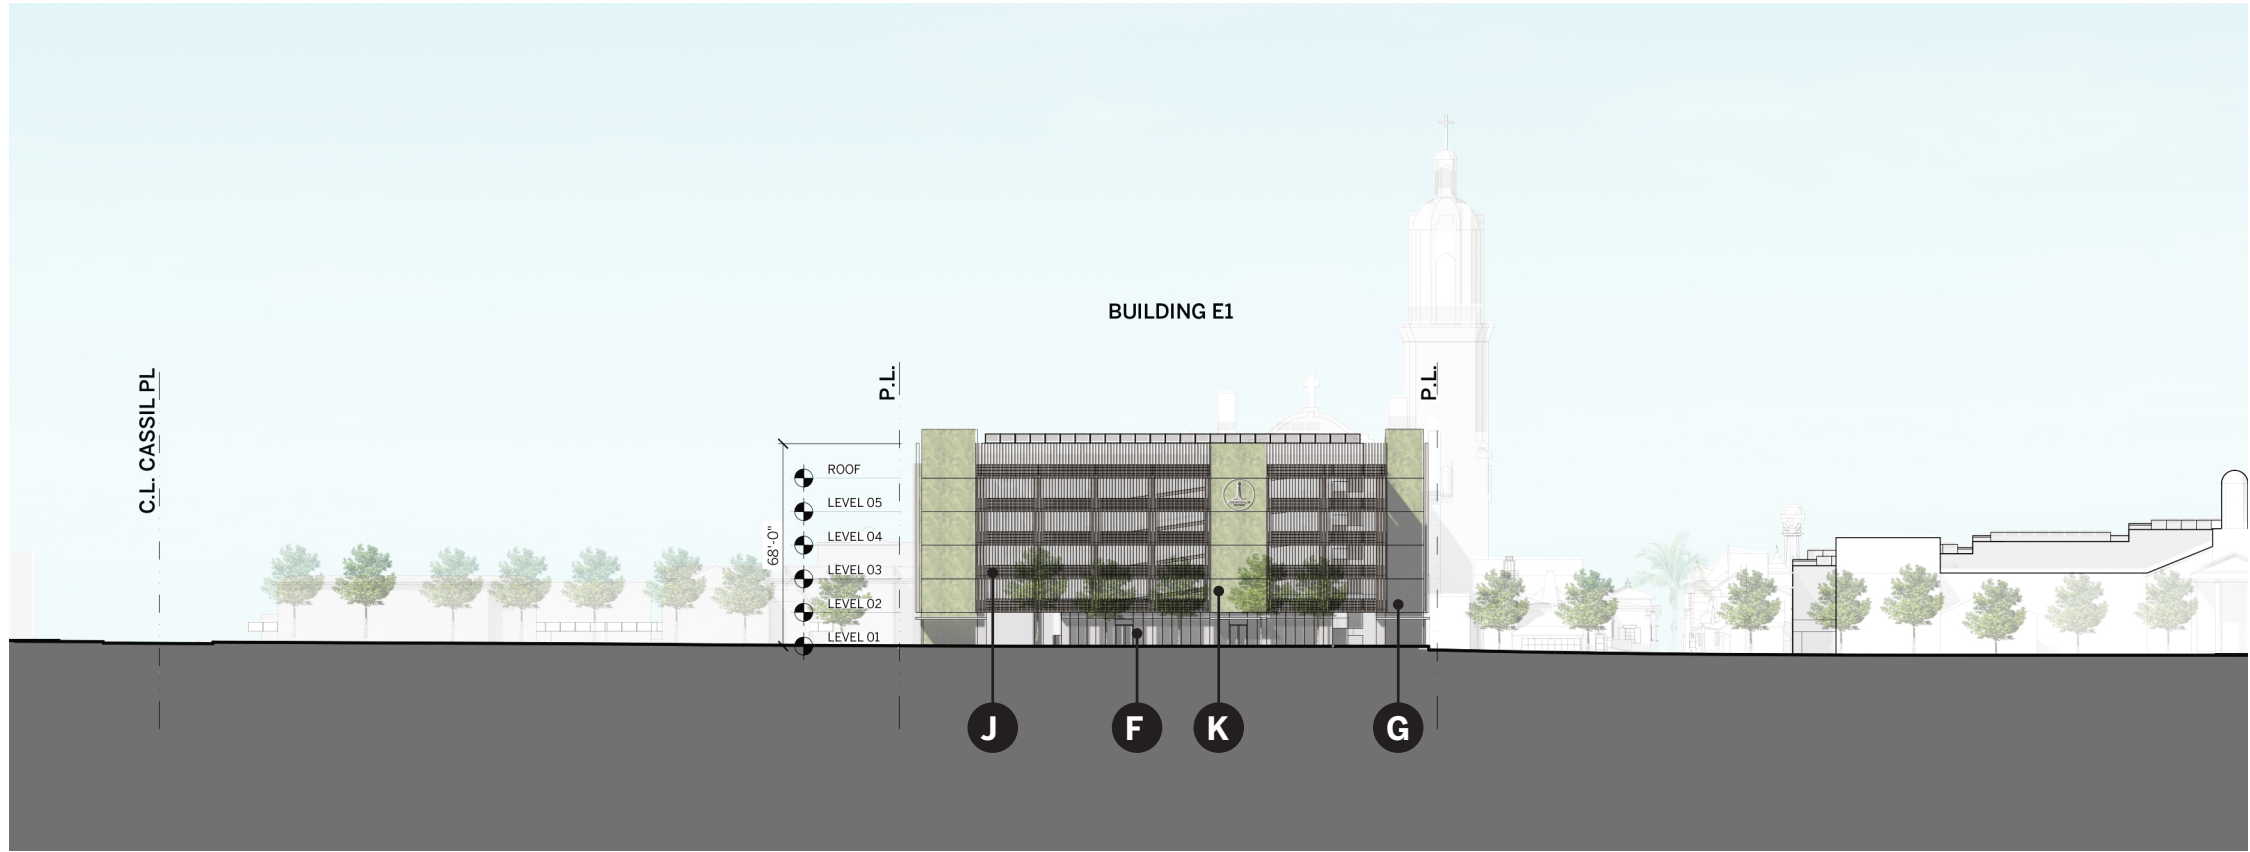 BUILDING E1
C.L. CASSIL PL
P.L.
P.L.
68'-0"
ROOF
LEVEL 05
LEVEL 04
LEVEL 03
LEVEL 02
LEVEL 01
J
F
K
G